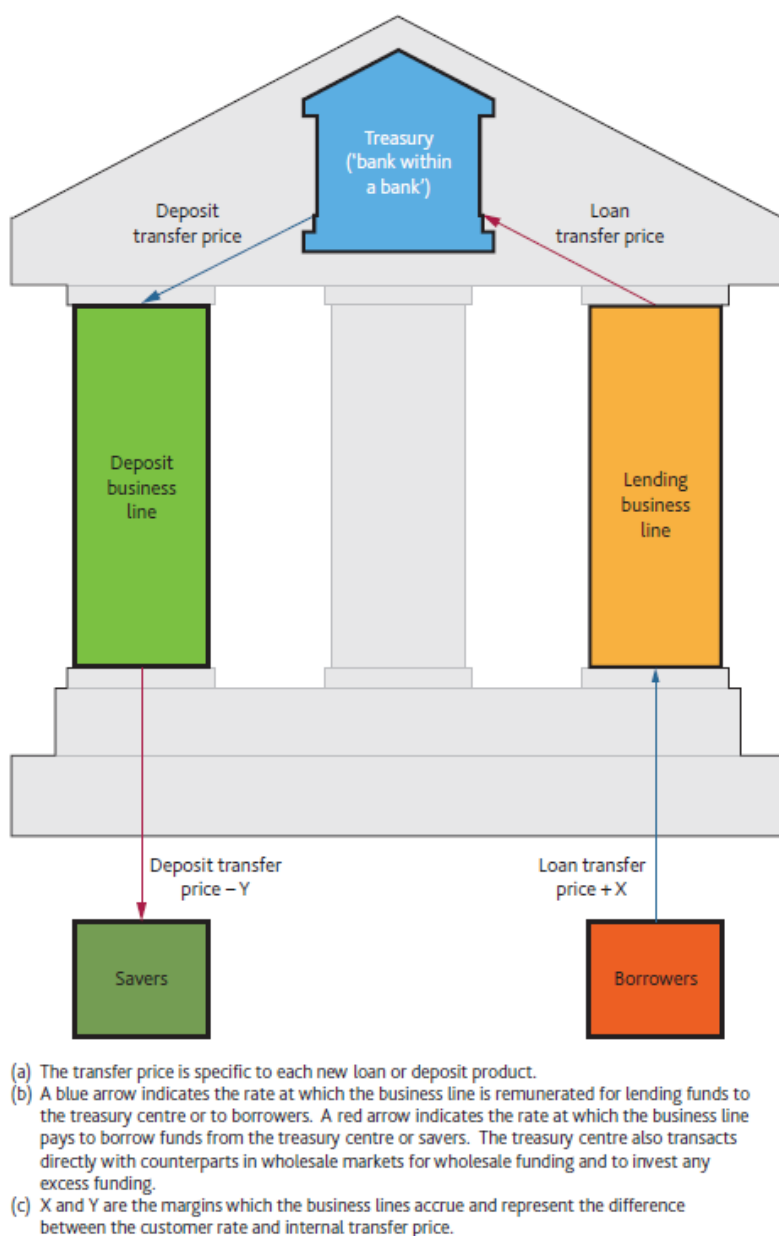 Treasury
('bank within
a bank')
Deposit
transfer price
Loan
transfer price
Deposit
business
line
Lending
business
line
Deposit transfer
price – Y
Loan transfer
price + X
Savers
Borrowers
(a) The transfer price is specific to each new loan or deposit product.
(b) A blue arrow indicates the rate at which the business line is remunerated for lending funds to
the treasury centre or to borrowers. A red arrow indicates the rate at which the business line
pays to borrow funds from the treasury centre or savers. The treasury centre also transacts
directly with counterparts in wholesale markets for wholesale funding and to invest any
excess funding.
(c) X and Y are the margins which the business lines accrue and represent the difference
between the customer rate and internal transfer price.